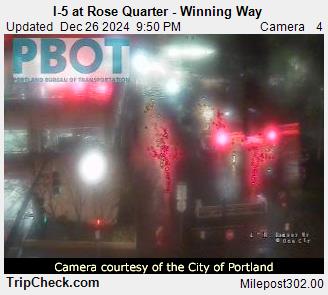 I-5 at Rose Quarter - Winning Way
Updated Dec 26 2024 9:50 PM Camera 4
PBOT
PORTLAND BUREAU OF TRANSPORTATION
Camera courtesy of the City of Portland
TripCheck.com Milepost302.00